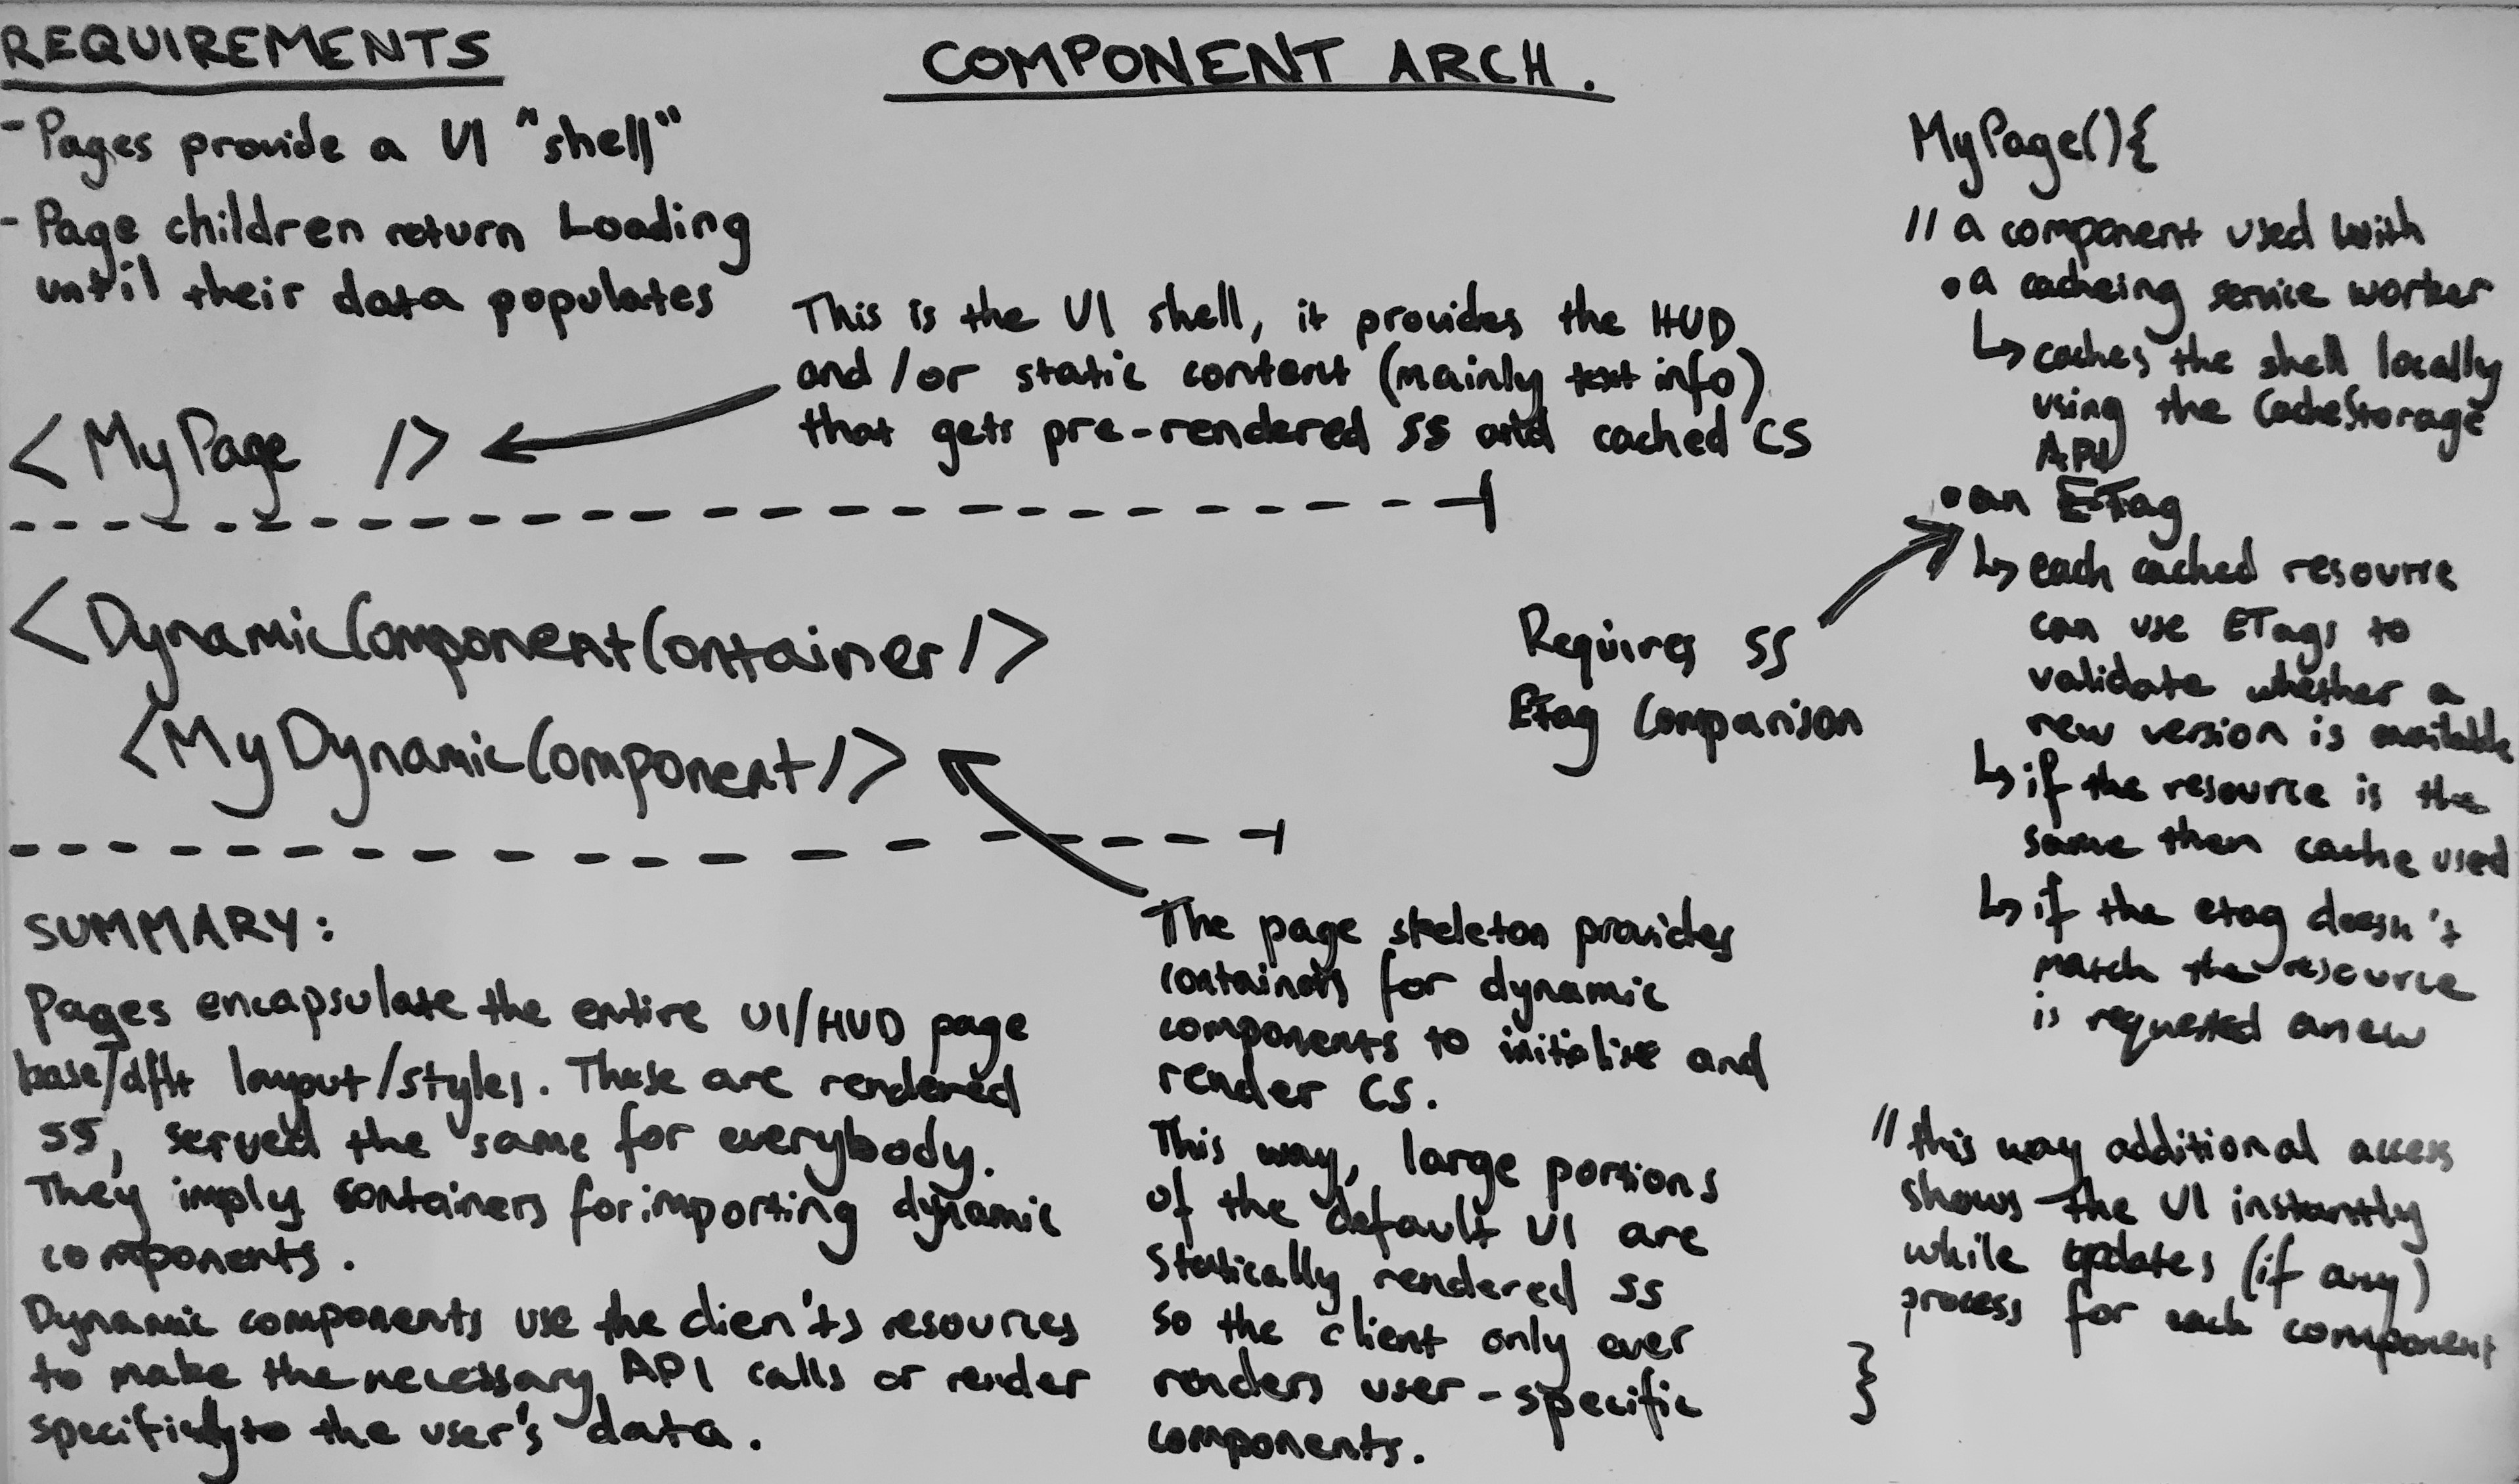 REQUIREMENTS
- Pages provide a UI "shell"
- Page children return Loading
until their data populates
COMPONENT ARCH.
This is the UI shell, it provides the HUD
and/or static content (mainly text info)
that gets pre-rendered SS and cached CS
<MyPage />
<DynamicComponentContainer/>
<MyDynamicComponent/>
SUMMARY:
Pages encapsulate the entire UI/HUD page
base/dflt layout/styles. These are rendered
SS, served the same for everybody.
They imply containers for importing dynamic
components.
Dynamic components use the clien'ts resources
to make the necessary API calls or render
specificly to the user's data.
The page skeleton provides
containers for dynamic
components to initialise and
render CS.
This way, large portions
of the default UI are
statically rendered SS
so the client only ever
renders user-specific
components.
Requires SS
ETag Comparison
MyPage(){
// a component used with
• a cacheing service worker
↳ caches the shell locally
using the CacheStorage
API
• an ETag
↳ each cached resource
can use ETags to
validate whether a
new version is available
↳ if the resource is the
same then cache used
↳ if the etag doesn't
match the resource
is requested anew
// this way additional access
shows the UI instantly
while updates (if any)
process for each component
}